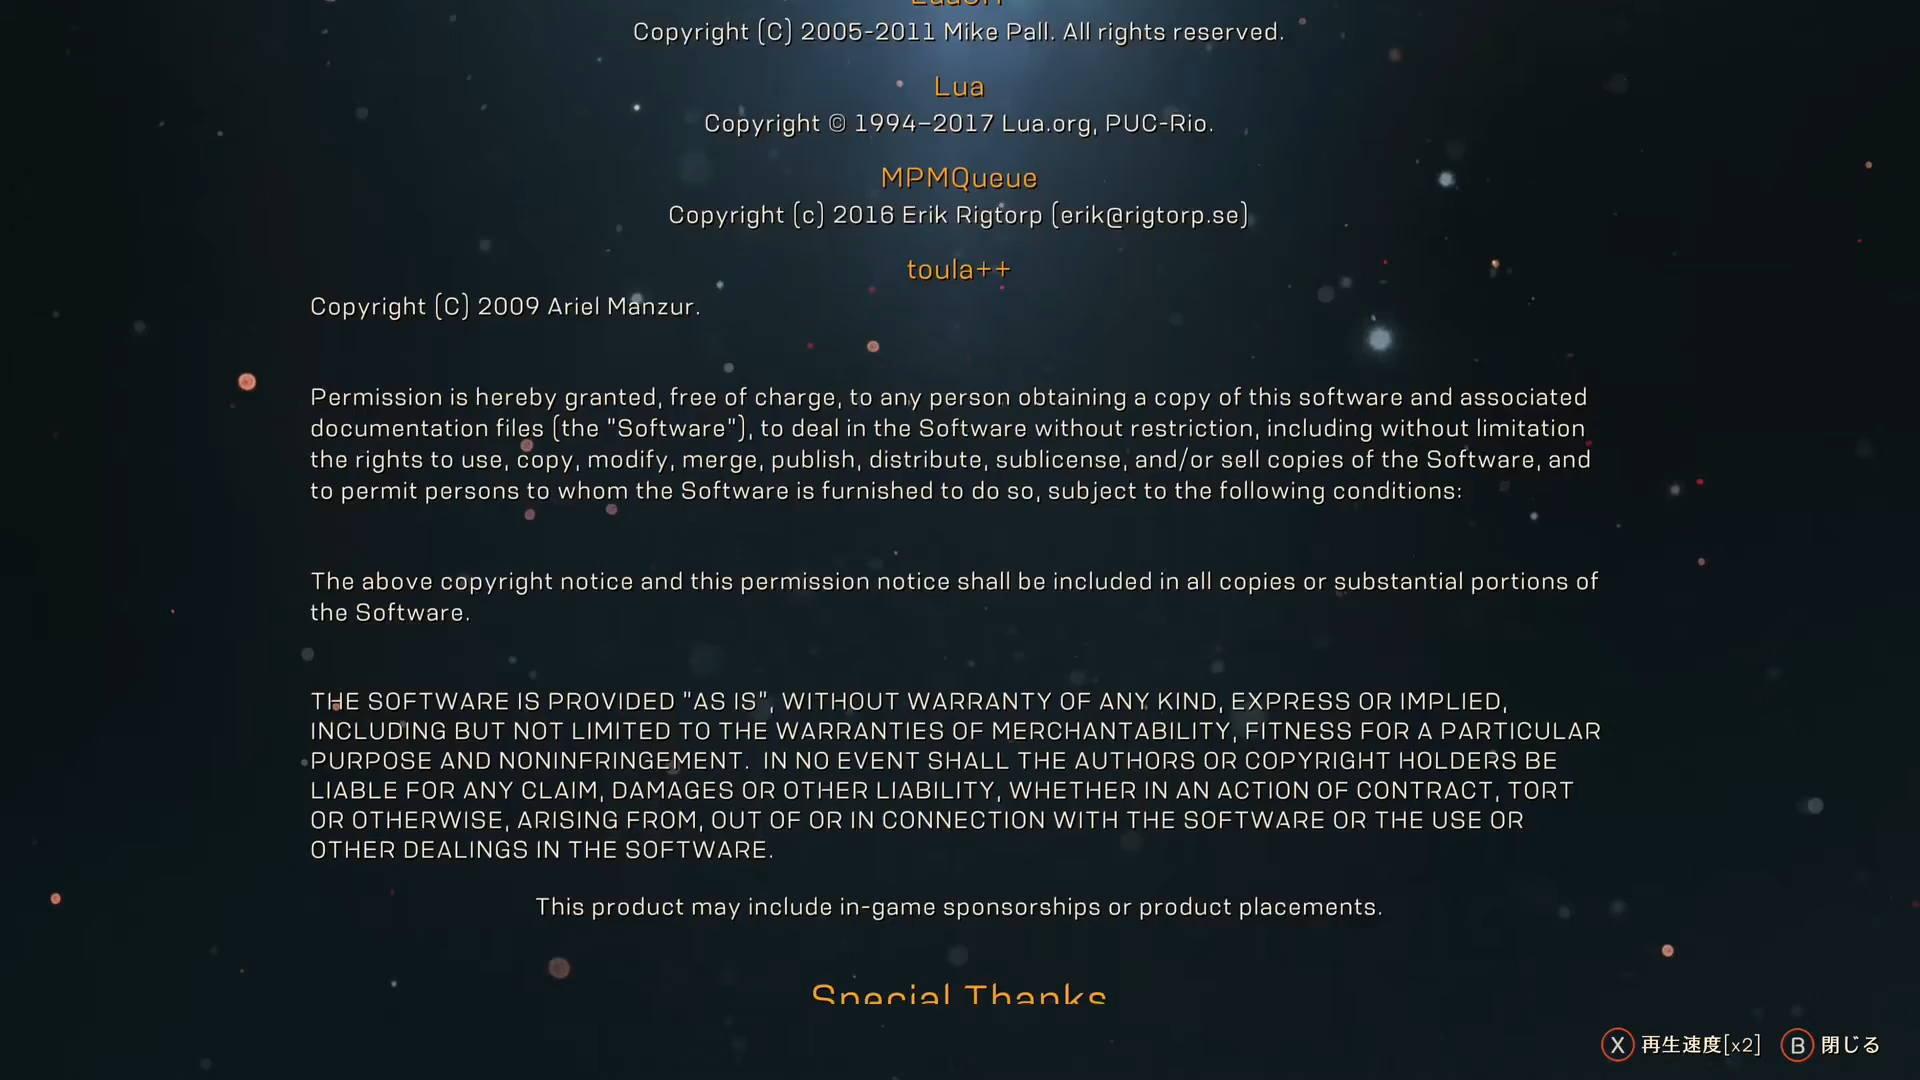 Copyright (C) 2005-2011 Mike Pall. All rights reserved.
Lua
Copyright © 1994–2017 Lua.org, PUC-Rio.
MPMQueue
Copyright (c) 2016 Erik Rigtorp (erik@rigtorp.se)
toula++
Copyright (C) 2009 Ariel Manzur.
Permission is hereby granted, free of charge, to any person obtaining a copy of this software and associated
documentation files (the "Software"), to deal in the Software without restriction, including without limitation
the rights to use, copy, modify, merge, publish, distribute, sublicense, and/or sell copies of the Software, and
to permit persons to whom the Software is furnished to do so, subject to the following conditions:
The above copyright notice and this permission notice shall be included in all copies or substantial portions of
the Software.
THE SOFTWARE IS PROVIDED "AS IS", WITHOUT WARRANTY OF ANY KIND, EXPRESS OR IMPLIED,
INCLUDING BUT NOT LIMITED TO THE WARRANTIES OF MERCHANTABILITY, FITNESS FOR A PARTICULAR
PURPOSE AND NONINFRINGEMENT.  IN NO EVENT SHALL THE AUTHORS OR COPYRIGHT HOLDERS BE
LIABLE FOR ANY CLAIM, DAMAGES OR OTHER LIABILITY, WHETHER IN AN ACTION OF CONTRACT, TORT
OR OTHERWISE, ARISING FROM, OUT OF OR IN CONNECTION WITH THE SOFTWARE OR THE USE OR
OTHER DEALINGS IN THE SOFTWARE.
This product may include in-game sponsorships or product placements.
Special Thanks
X 再生速度[x2] B 閉じる